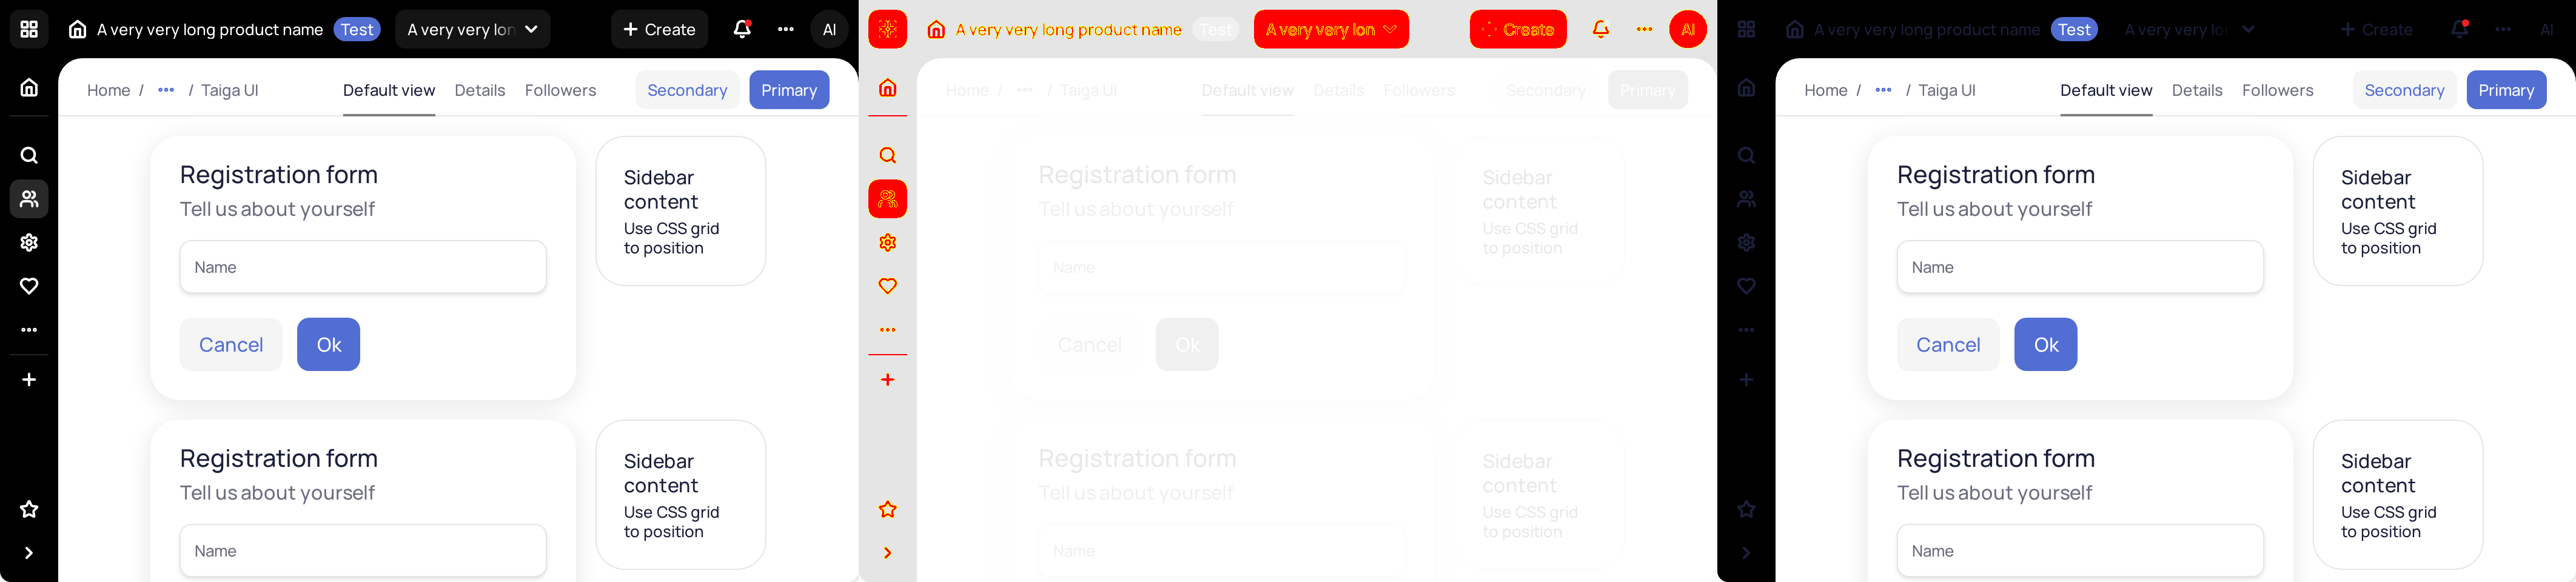 A very very long product name Test A very very lon Create AI
Home / ... / Taiga UI Default view Details Followers Secondary Primary
Registration form
Tell us about yourself
Name
Cancel Ok
Sidebar
content
Use CSS grid
to position
Registration form
Tell us about yourself
Name
Sidebar
content
Use CSS grid
to position
A very very long product name Test A very very lon Create AI
Home / ... / Taiga UI Default view Details Followers Secondary Primary
Registration form
Tell us about yourself
Name
Cancel Ok
Sidebar
content
Use CSS grid
to position
Registration form
Tell us about yourself
Name
Sidebar
content
Use CSS grid
to position
A very very long product name Test A very very lo Create AI
Home / ... / Taiga UI Default view Details Followers Secondary Primary
Registration form
Tell us about yourself
Name
Cancel Ok
Sidebar
content
Use CSS grid
to position
Registration form
Tell us about yourself
Name
Sidebar
content
Use CSS grid
to position